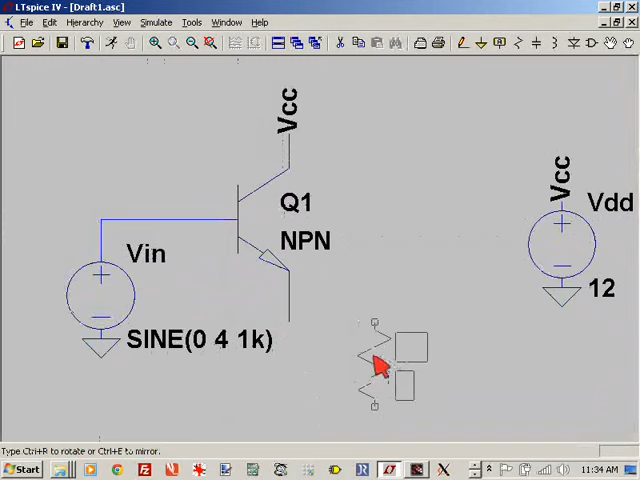 LTspice IV - [Draft1.asc]
File Edit Hierarchy View Simulate Tools Window Help
Vcc
Vcc
Q1
Vdd
NPN
Vin
12
SINE(0 4 1k)
Type Ctrl+R to rotate or Ctrl+E to mirror.
Start
11:34 AM